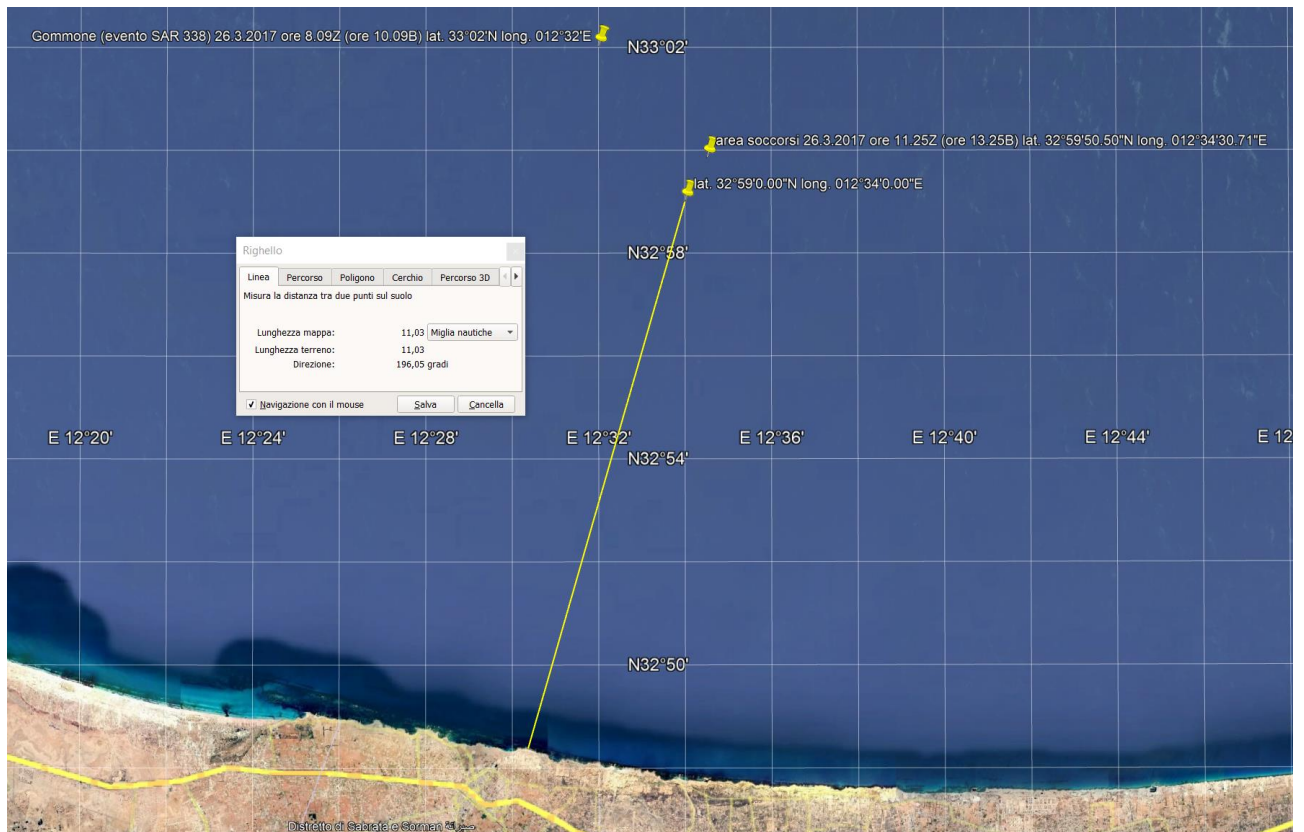 Gommone (evento SAR 338) 26.3.2017 ore 8.09Z (ore 10.09B) lat. 33°02'N long. 012°32'E
N33°02'
area soccorsi 26.3.2017 ore 11.25Z (ore 13.25B) lat. 32°59'50.50"N long. 012°34'30.71"E
lat. 32°59'0.00"N long. 012°34'0.00"E
N32°58'
Righello
Linea Percorso Poligono Cerchio Percorso 3D
Misura la distanza tra due punti sul suolo
Lunghezza mappa: 11,03 Miglia nautiche
Lunghezza terreno: 11,03
Direzione: 196,05 gradi
Navigazione con il mouse Salva Cancella
E 12°20' E 12°24' E 12°28' E 12°32' E 12°36' E 12°40' E 12°44' E 12
N32°54'
N32°50'
Distretto di Sabrata e Sorman